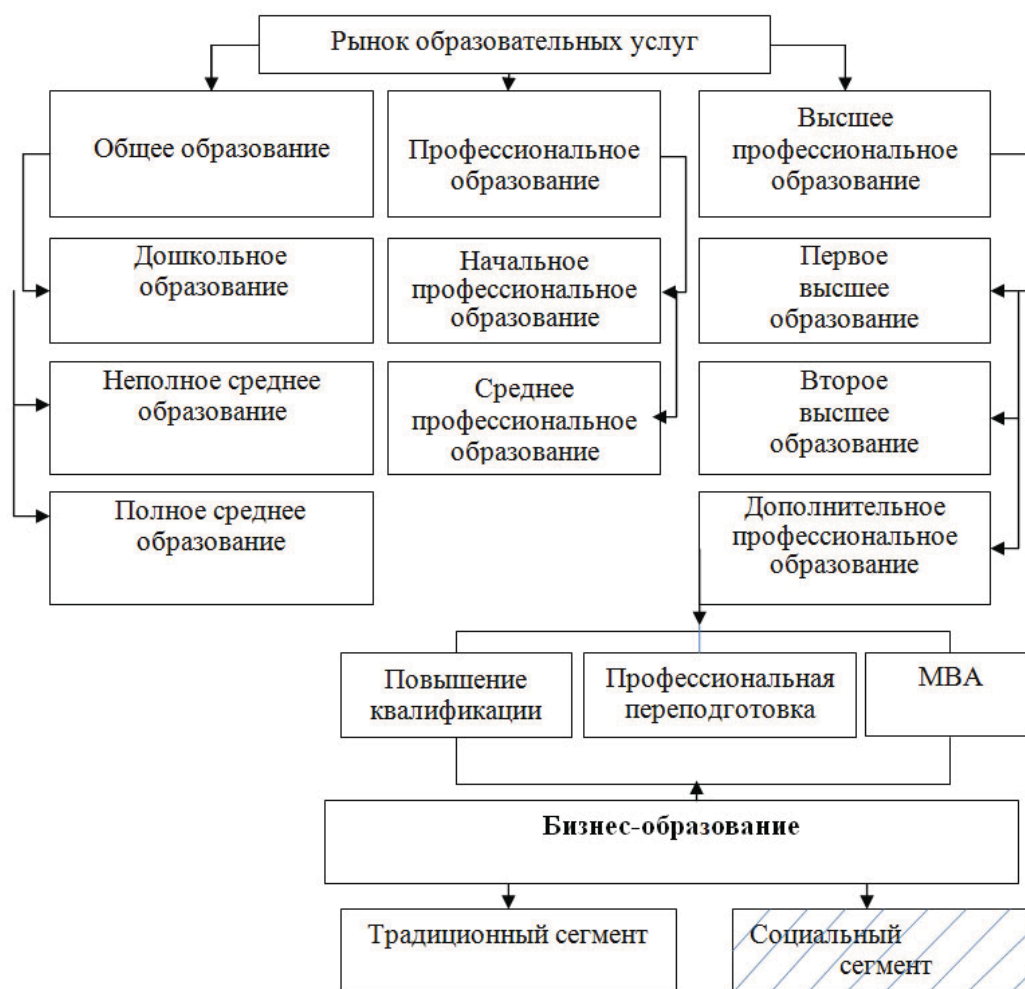 Рынок образовательных услуг
Общее образование
Профессиональное
образование
Высшее
профессиональное
образование
Дошкольное
образование
Начальное
профессиональное
образование
Первое
высшее
образование
Неполное среднее
образование
Среднее
профессиональное
образование
Второе
высшее
образование
Полное среднее
образование
Дополнительное
профессиональное
образование
Повышение
квалификации
Профессиональная
переподготовка
МВА
Бизнес-образование
Традиционный сегмент
Социальный
сегмент